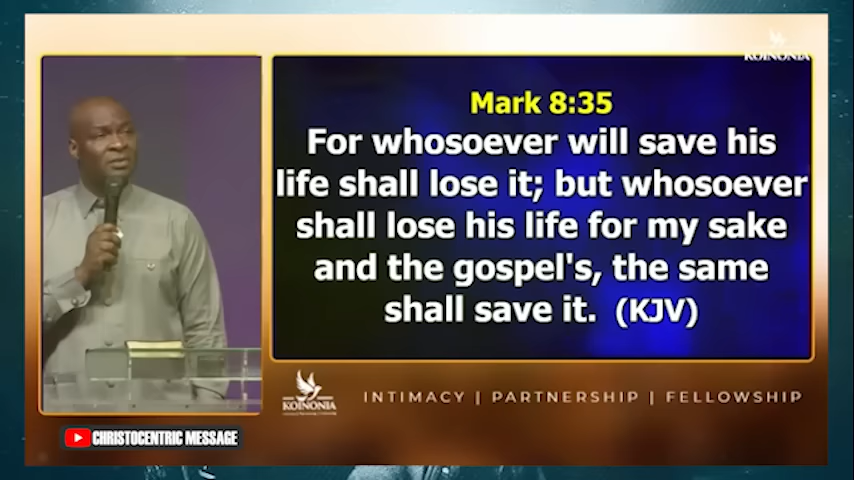 KOINONIA
Mark 8:35
For whosoever will save his
life shall lose it; but whosoever
shall lose his life for my sake
and the gospel's, the same
shall save it. (KJV)
KOINONIA
INTIMACY | PARTNERSHIP | FELLOWSHIP
CHRISTOCENTRIC MESSAGE